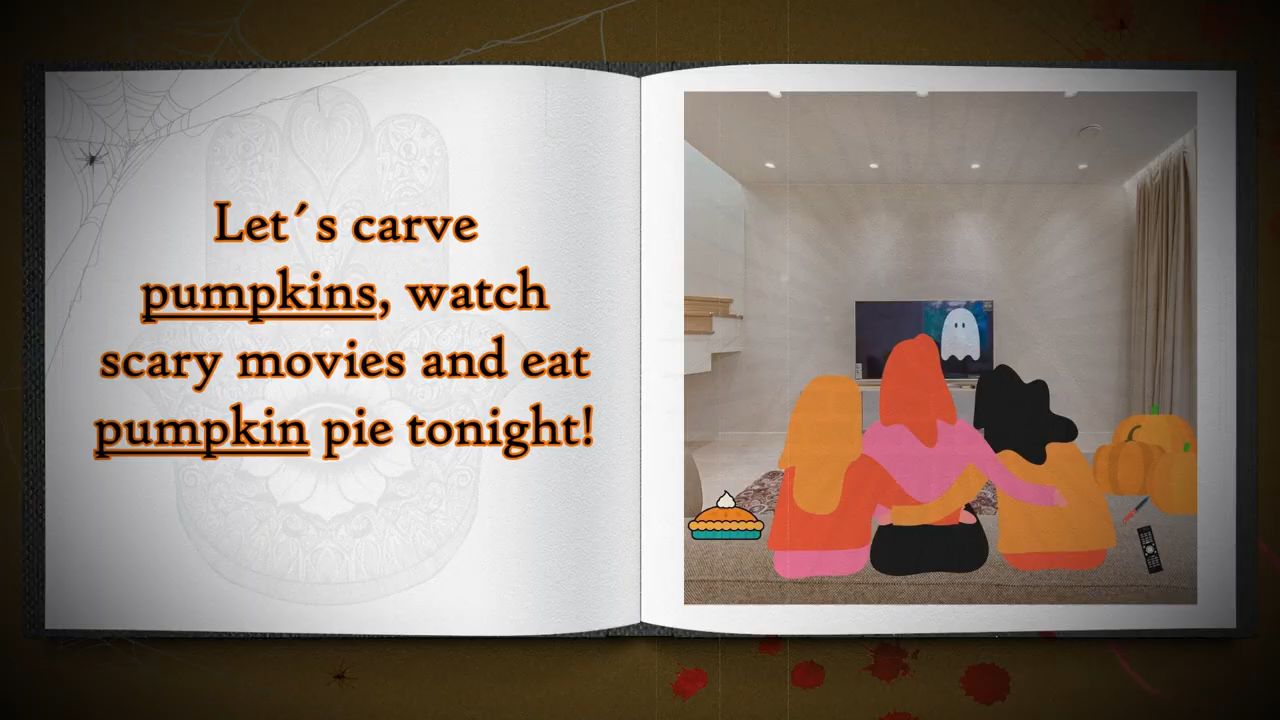 Let´s carve
pumpkins, watch
scary movies and eat
pumpkin pie tonight!